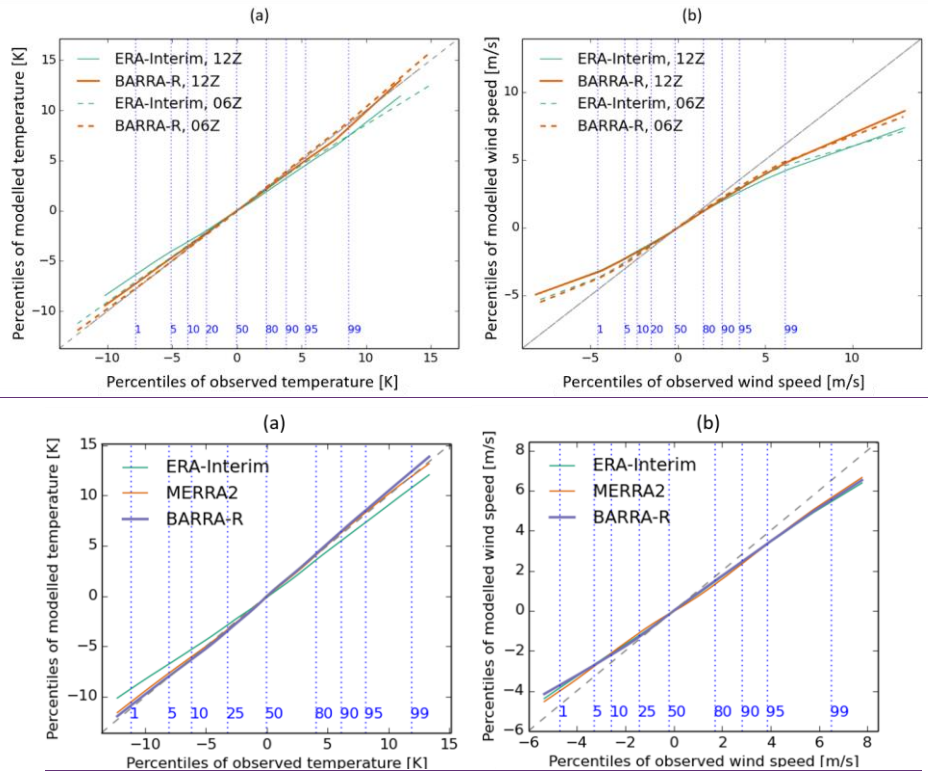 (a)
Percentiles of modelled temperature [K]
15
10
5
0
−5
−10
ERA-Interim, 12Z
BARRA-R, 12Z
ERA-Interim, 06Z
BARRA-R, 06Z
1 5 10 20 50 80 90 95 99
−10 −5 0 5 10 15
Percentiles of observed temperature [K]
(b)
Percentiles of modelled wind speed [m/s]
10
5
0
−5
ERA-Interim, 12Z
BARRA-R, 12Z
ERA-Interim, 06Z
BARRA-R, 06Z
1 5 10 20 50 80 90 95 99
−5 0 5 10
Percentiles of observed wind speed [m/s]
(a)
Percentiles of modelled temperature [K]
15
10
5
0
−5
−10
ERA-Interim
MERRA2
BARRA-R
1 5 10 25 50 80 90 95 99
−10 −5 0 5 10 15
Percentiles of observed temperature [K]
(b)
Percentiles of modelled wind speed [m/s]
8
6
4
2
0
−2
−4
−6
ERA-Interim
MERRA2
BARRA-R
1 5 10 25 50 80 90 95 99
−6 −4 −2 0 2 4 6 8
Percentiles of observed wind speed [m/s]